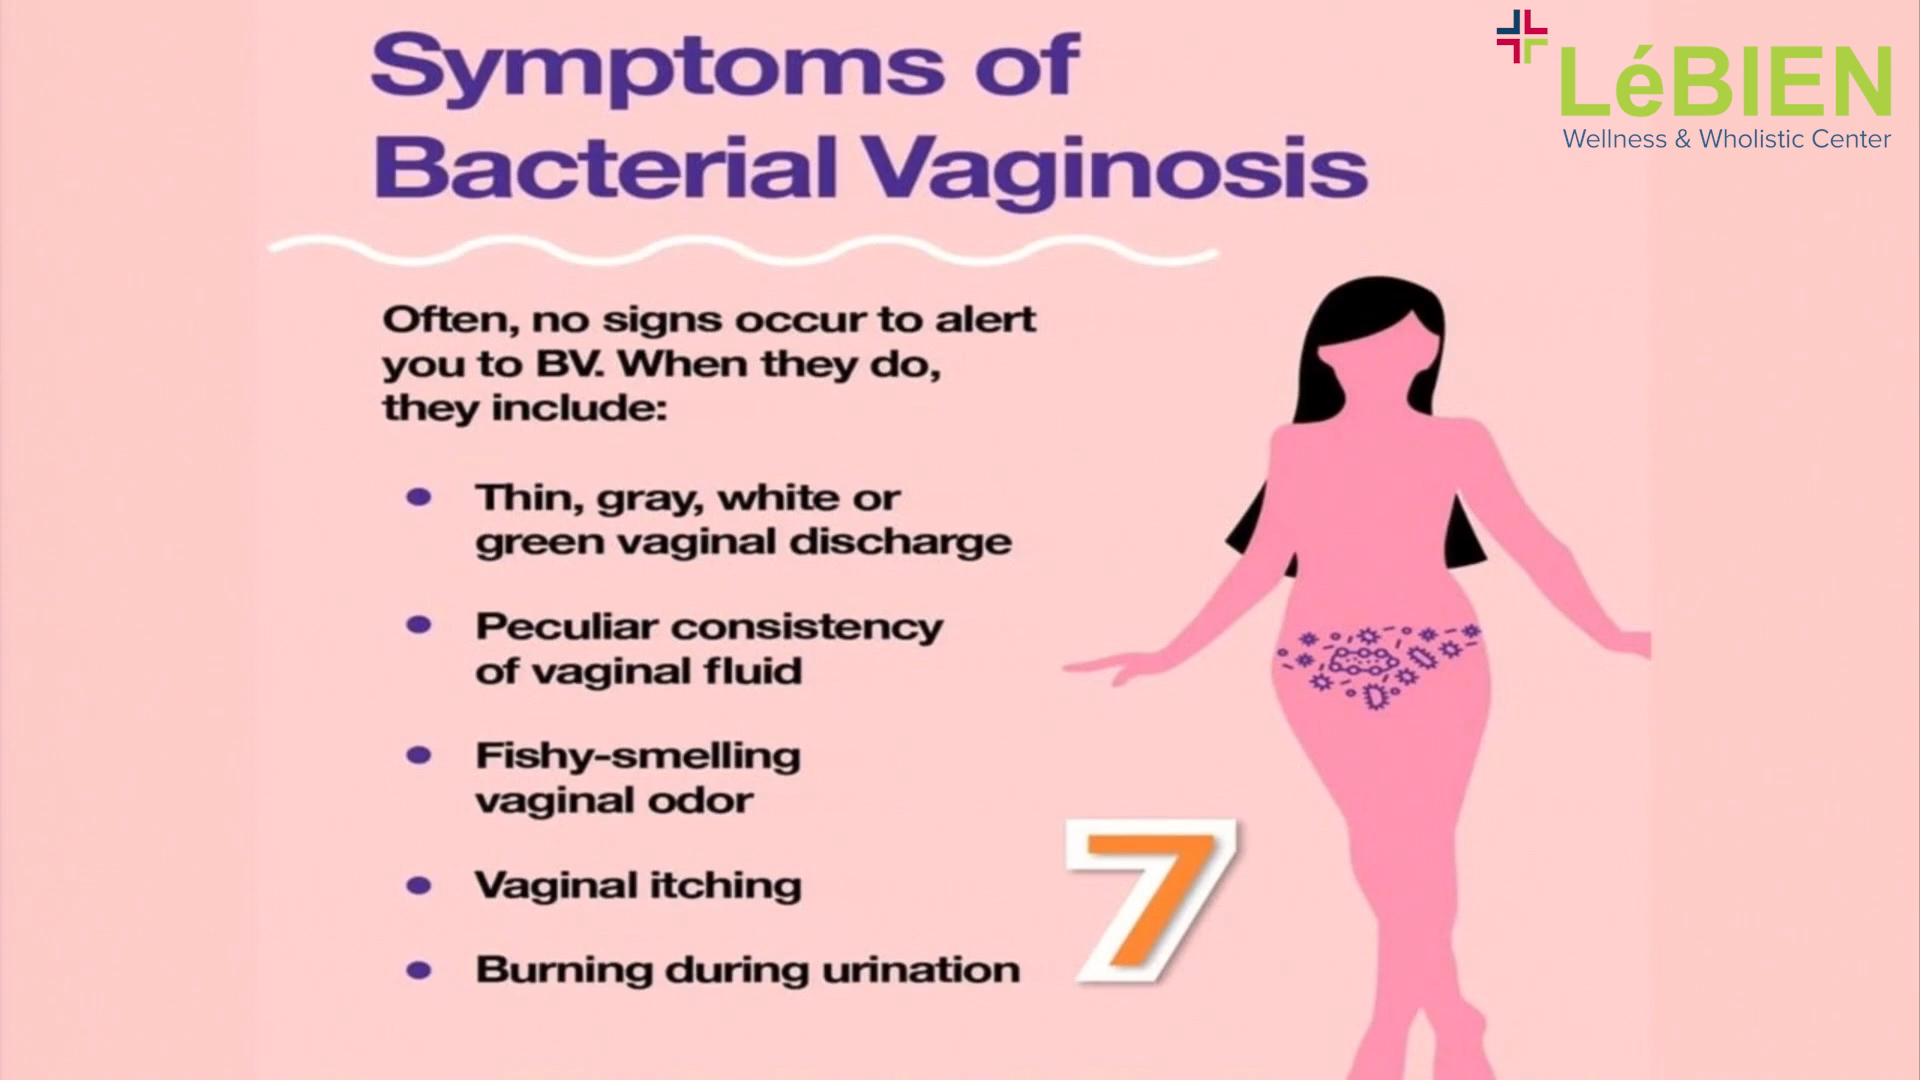 Symptoms of
Bacterial Vaginosis
LéBIEN
Wellness & Wholistic Center
Often, no signs occur to alert
you to BV. When they do,
they include:
• Thin, gray, white or
green vaginal discharge
• Peculiar consistency
of vaginal fluid
• Fishy-smelling
vaginal odor
• Vaginal itching
• Burning during urination
7